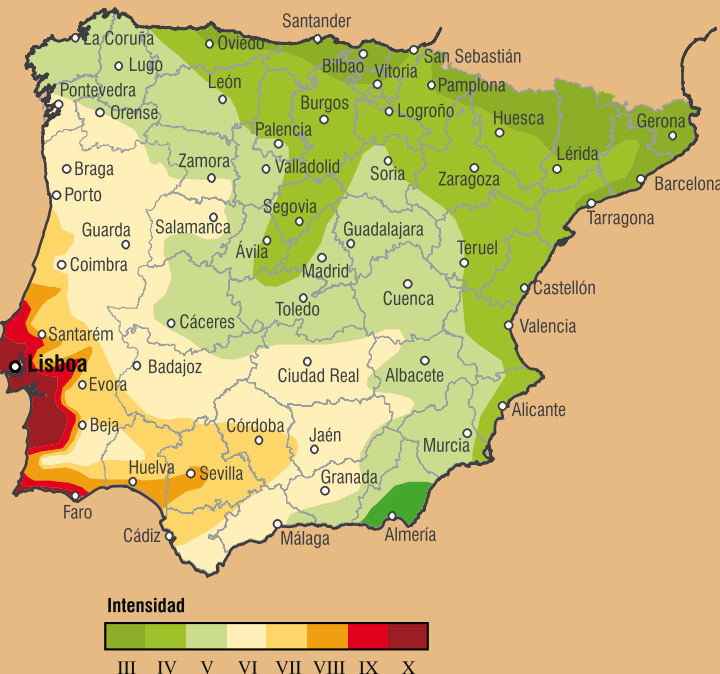 Santander
La Coruña
Oviedo
San Sebastián
Lugo
Bilbao
Vitoria
León
Pamplona
Pontevedra
Orense
Burgos
Logroño
Huesca
Gerona
Palencia
Zamora
Valladolid
Soria
Zaragoza
Lérida
Braga
Barcelona
Porto
Segovia
Tarragona
Guarda
Salamanca
Guadalajara
Ávila
Teruel
Coimbra
Madrid
Castellón
Cuenca
Toledo
Cáceres
Valencia
Santarém
Lisboa
Badajoz
Ciudad Real
Albacete
Evora
Alicante
Beja
Córdoba
Jaén
Murcia
Huelva
Sevilla
Granada
Faro
Cádiz
Málaga
Almería
Intensidad
III IV V VI VII VIII IX X